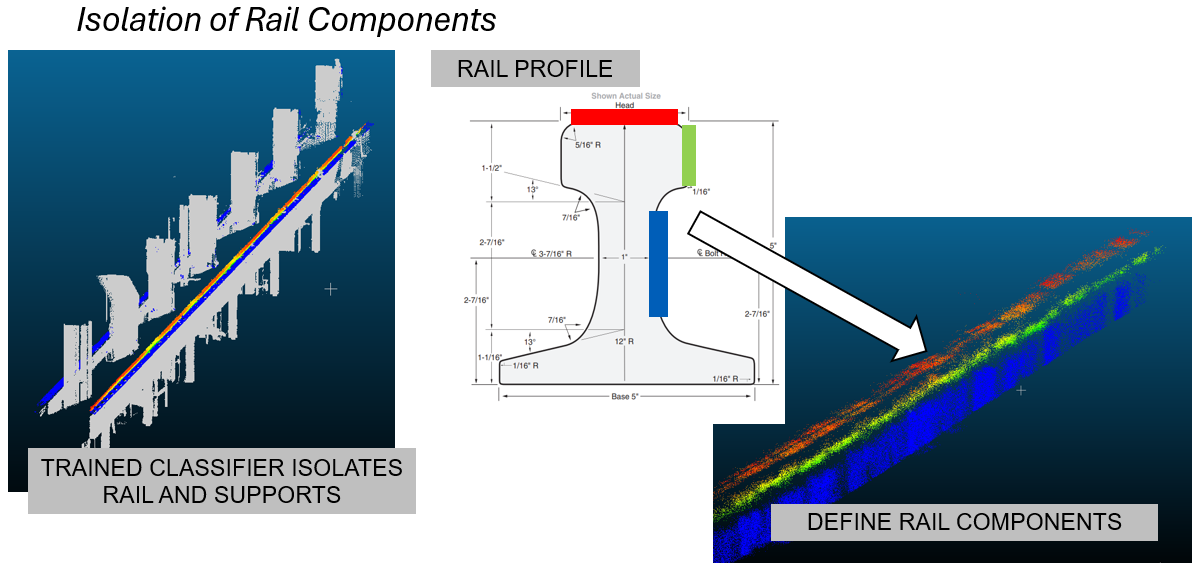 Isolation of Rail Components
RAIL PROFILE
Shown Actual Size
Head
5/16" R
1-1/2"
13°
1/16"
7/16"
2-7/16"
℄ 3-7/16" R
1"
℄ Bolt
5"
2-7/16"
2-7/16"
7/16"
13°
12" R
1-1/16"
1/16" R
1/16" R
Base 5"
TRAINED CLASSIFIER ISOLATES
RAIL AND SUPPORTS
DEFINE RAIL COMPONENTS